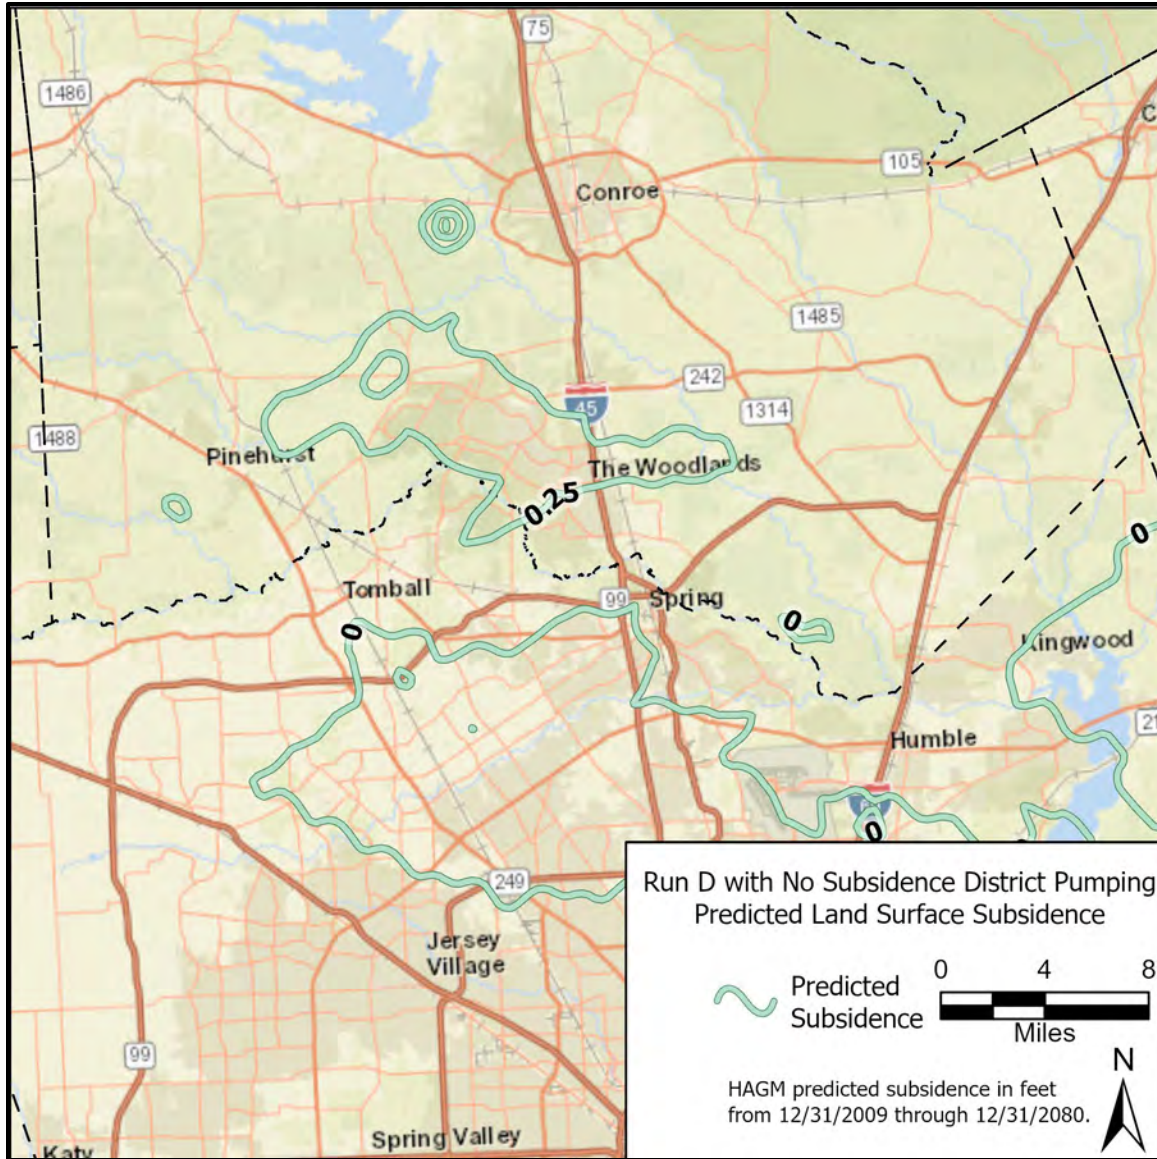 75
1486
105
Conroe
1485
242
45
1314
1488
Pinehurst
The Woodlands
0.25
0
Tomball
99
Spring
0
0
Kingwood
Humble
0
249
Jersey
Village
99
Spring Valley
Katy
Run D with No Subsidence District Pumping
Predicted Land Surface Subsidence
Predicted
Subsidence
0 4 8
Miles
N
HAGM predicted subsidence in feet
from 12/31/2009 through 12/31/2080.